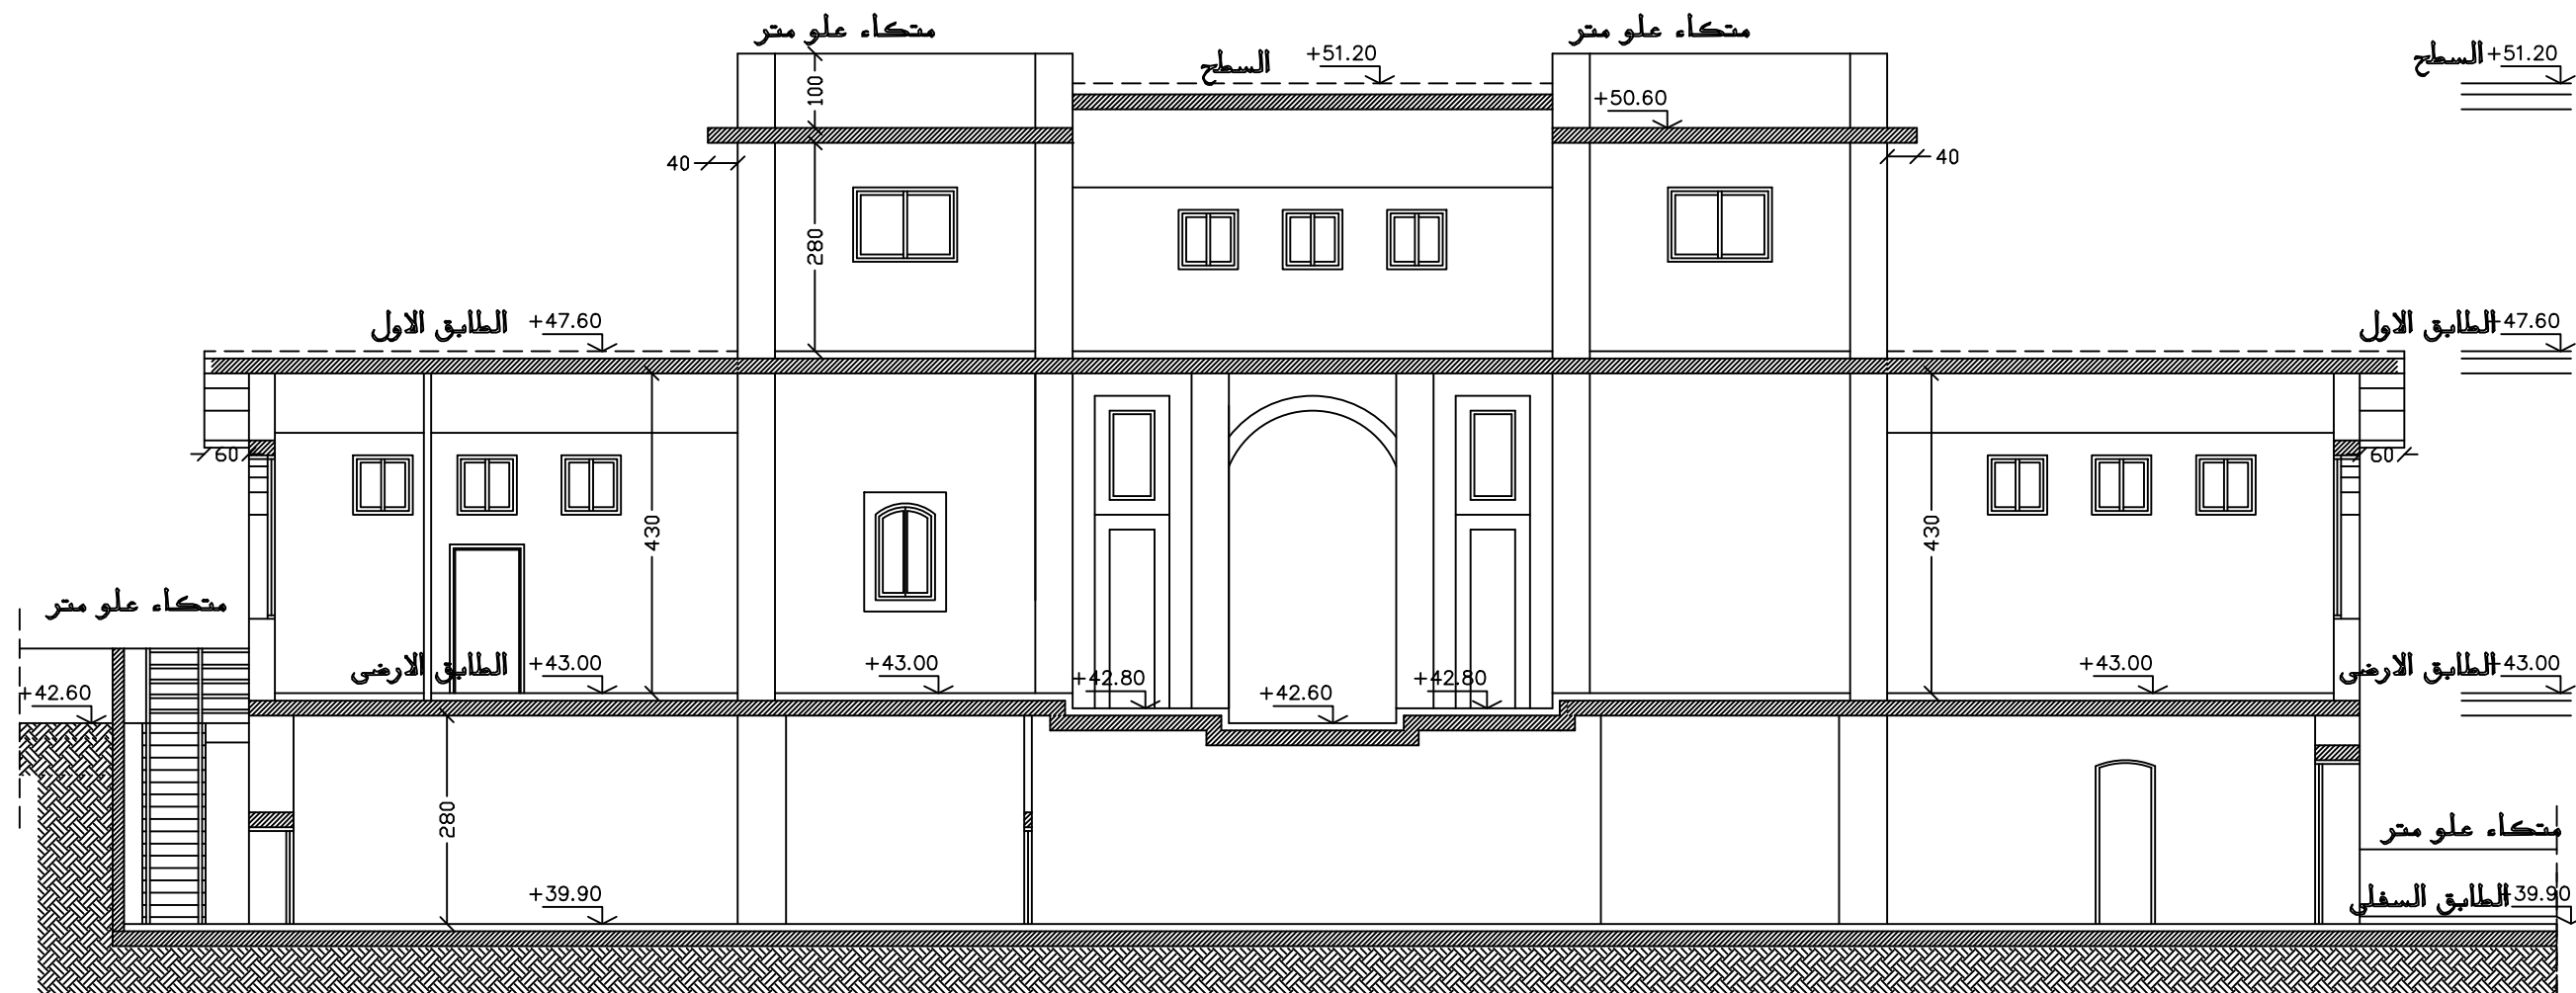 متكاء علو متر
متكاء علو متر
السطح +51.20
السطح +51.20
100
+50.60
40
40
280
الطابق الاول +47.60
الطابق الاول +47.60
60
60
430
430
متكاء علو متر
الطابق الارضى +43.00
+43.00
+43.00
الطابق الارضى +43.00
+42.60
+42.80
+42.60
+42.80
280
متكاء علو متر
+39.90
الطابق السفلى +39.90